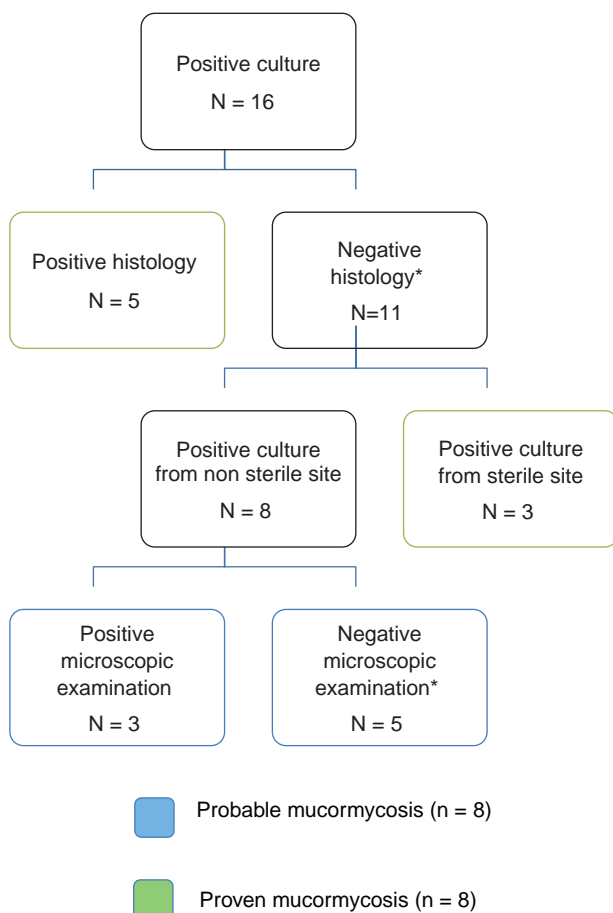 Positive culture
N = 16
Positive histology
N = 5
Negative
histology*
N=11
Positive culture
from non sterile site
N = 8
Positive culture
from sterile site
N = 3
Positive
microscopic
examination
N = 3
Negative
microscopic
examination*
N = 5
Probable mucormycosis (n = 8)
Proven mucormycosis (n = 8)